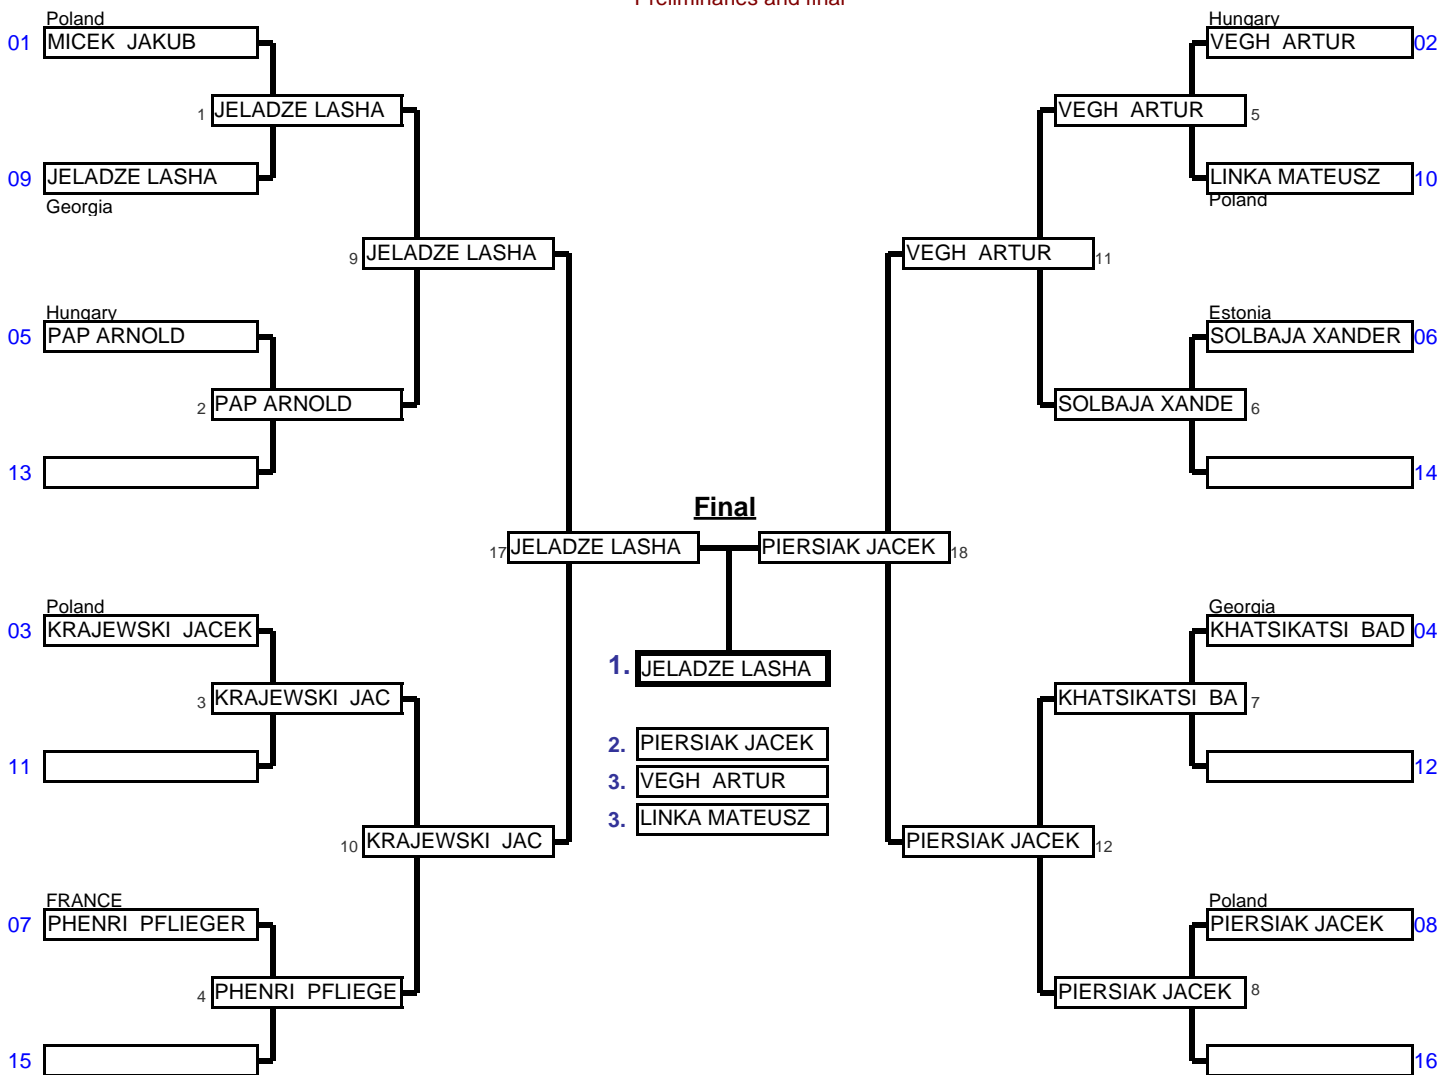 Preliminaries and final
Poland
01 MICEK JAKUB
1 JELADZE LASHA
09 JELADZE LASHA
Georgia
9 JELADZE LASHA
Hungary
05 PAP ARNOLD
2 PAP ARNOLD
13
17 JELADZE LASHA
Poland
03 KRAJEWSKI JACEK
3 KRAJEWSKI JAC
11
10 KRAJEWSKI JAC
FRANCE
07 PHENRI PFLIEGER
4 PHENRI PFLIEGE
15
Final
1. JELADZE LASHA
2. PIERSIAK JACEK
3. VEGH ARTUR
3. LINKA MATEUSZ
Hungary
VEGH ARTUR 02
VEGH ARTUR 5
LINKA MATEUSZ 10
Poland
VEGH ARTUR 11
Estonia
SOLBAJA XANDER 06
SOLBAJA XANDE 6
14
PIERSIAK JACEK 18
Georgia
KHATSIKATSI BAD 04
KHATSIKATSI BA 7
12
PIERSIAK JACEK 12
Poland
PIERSIAK JACEK 08
PIERSIAK JACEK 8
16